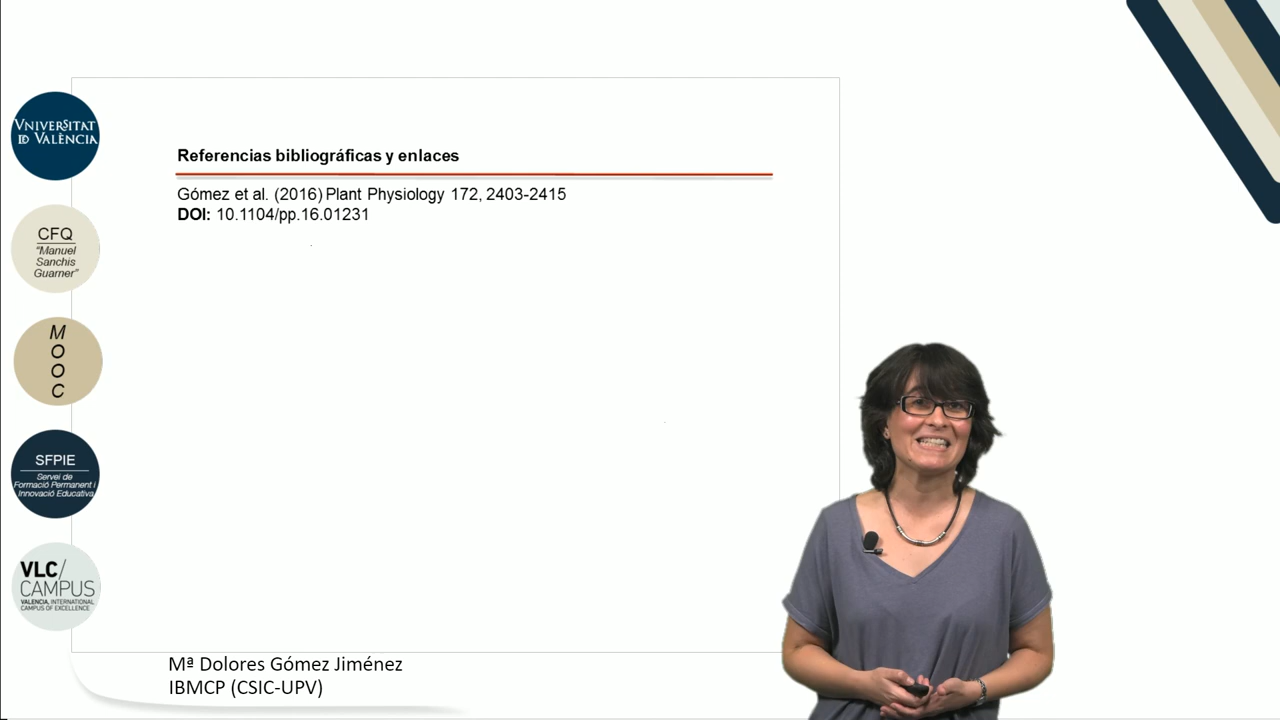 VNIVERSITAT
ID VALÈNCIA
CFQ
"Manuel
Sanchis
Guarner"
M
O
O
C
SFPIE
Servei de
Formació Permanent i
Innovació Educativa
VLC/
CAMPUS
VALENCIA, INTERNATIONAL
CAMPUS OF EXCELLENCE
Referencias bibliográficas y enlaces
Gómez et al. (2016) Plant Physiology 172, 2403-2415
DOI: 10.1104/pp.16.01231
Mª Dolores Gómez Jiménez
IBMCP (CSIC-UPV)